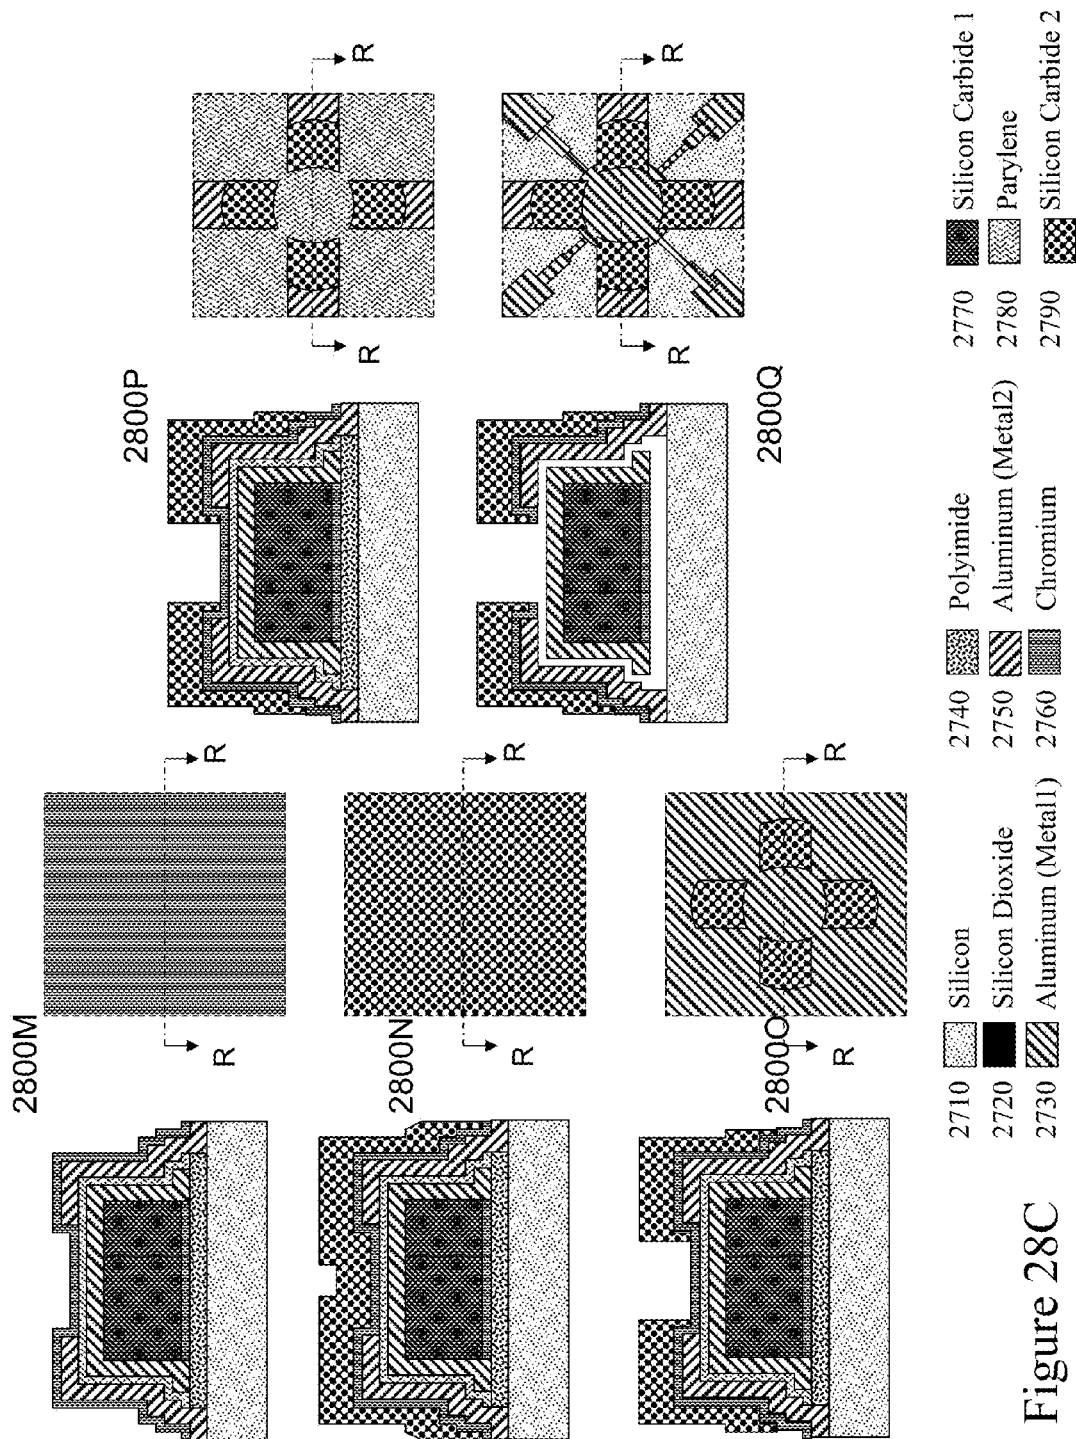 2800M
R
R
2800N
R
R
2800O
R
R
2800P
R
R
2800Q
R
R
2710 Silicon
2720 Silicon Dioxide
2730 Aluminum (Metal1)
2740 Polyimide
2750 Aluminum (Metal2)
2760 Chromium
2770 Silicon Carbide 1
2780 Parylene
2790 Silicon Carbide 2
Figure 28C